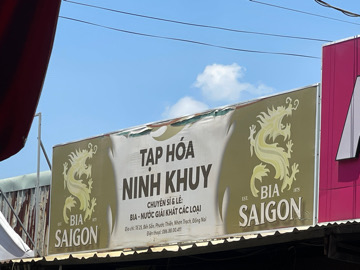 TẠP HÓA
NINH KHUY
CHUYÊN SỈ & LẺ:
BIA - NƯỚC GIẢI KHÁT CÁC LOẠI
BIA
SAIGON
BIA
SAIGON